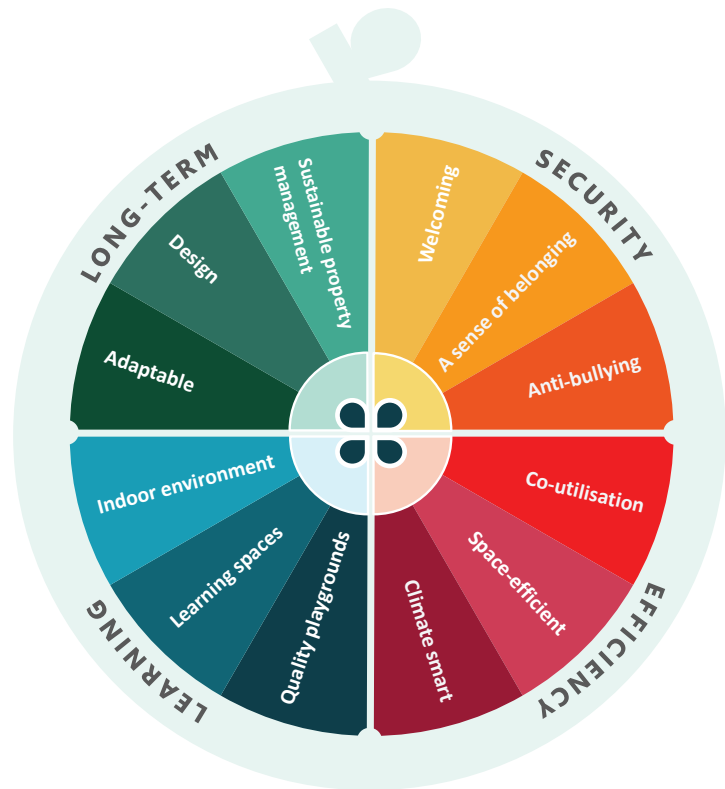 LONG-TERM
Sustainable property
management
Design
Adaptable
SECURITY
Welcoming
A sense of belonging
Anti-bullying
EFFICIENCY
Co-utilisation
Space-efficient
Climate smart
LEARNING
Indoor environment
Learning spaces
Quality playgrounds